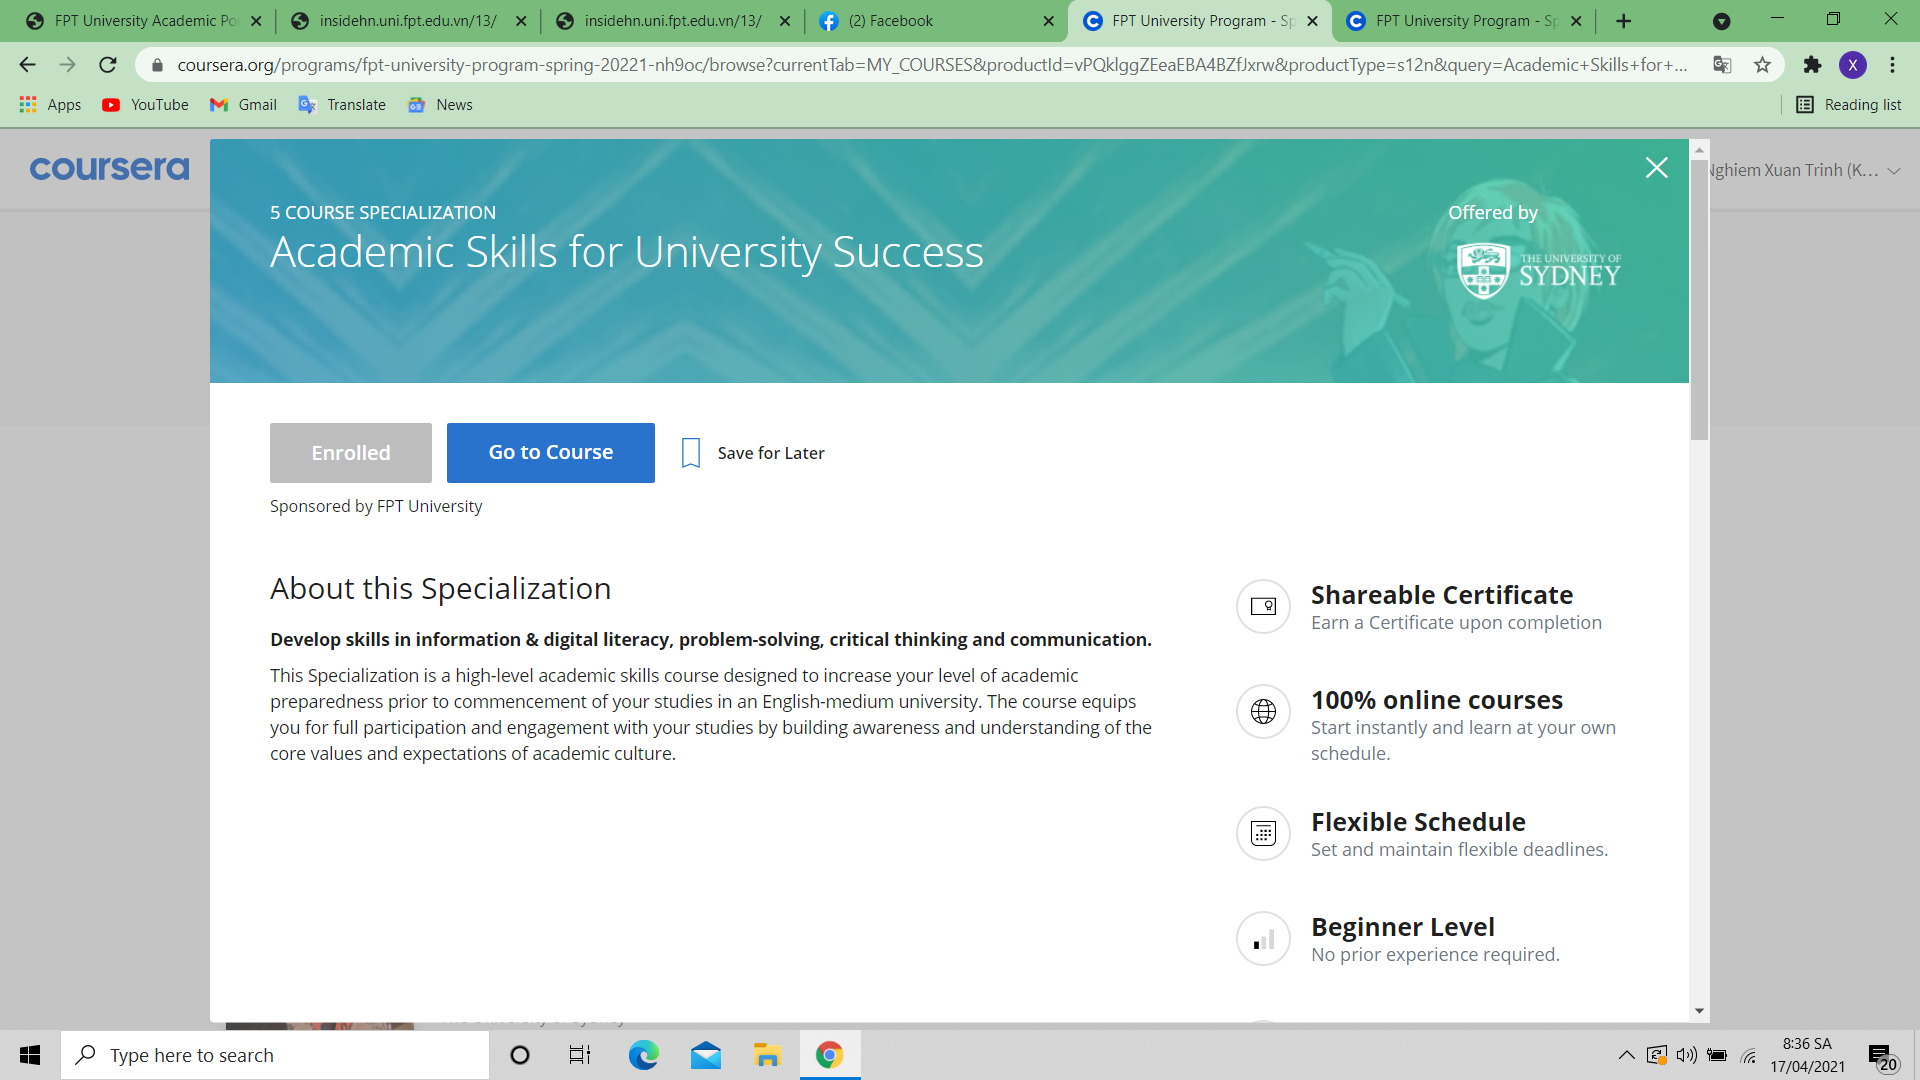 FPT University Academic Po
insidehn.uni.fpt.edu.vn/13/
insidehn.uni.fpt.edu.vn/13/
(2) Facebook
FPT University Program - Sp
FPT University Program - Sp
coursera.org/programs/fpt-university-program-spring-20221-nh9oc/browse?currentTab=MY_COURSES&productId=vPQklggZEeaEBA4BZfJxrw&productType=s12n&query=Academic+Skills+for+...
X
Apps
YouTube
Gmail
Translate
News
Reading list
coursera
Nghiem Xuan Trinh (K...
5 COURSE SPECIALIZATION
Academic Skills for University Success
Offered by
THE UNIVERSITY OF
SYDNEY
Enrolled
Go to Course
Save for Later
Sponsored by FPT University
About this Specialization
Develop skills in information & digital literacy, problem-solving, critical thinking and communication.
This Specialization is a high-level academic skills course designed to increase your level of academic
preparedness prior to commencement of your studies in an English-medium university. The course equips
you for full participation and engagement with your studies by building awareness and understanding of the
core values and expectations of academic culture.
Shareable Certificate
Earn a Certificate upon completion
100% online courses
Start instantly and learn at your own
schedule.
Flexible Schedule
Set and maintain flexible deadlines.
Beginner Level
No prior experience required.
Type here to search
8:36 SA
17/04/2021
20